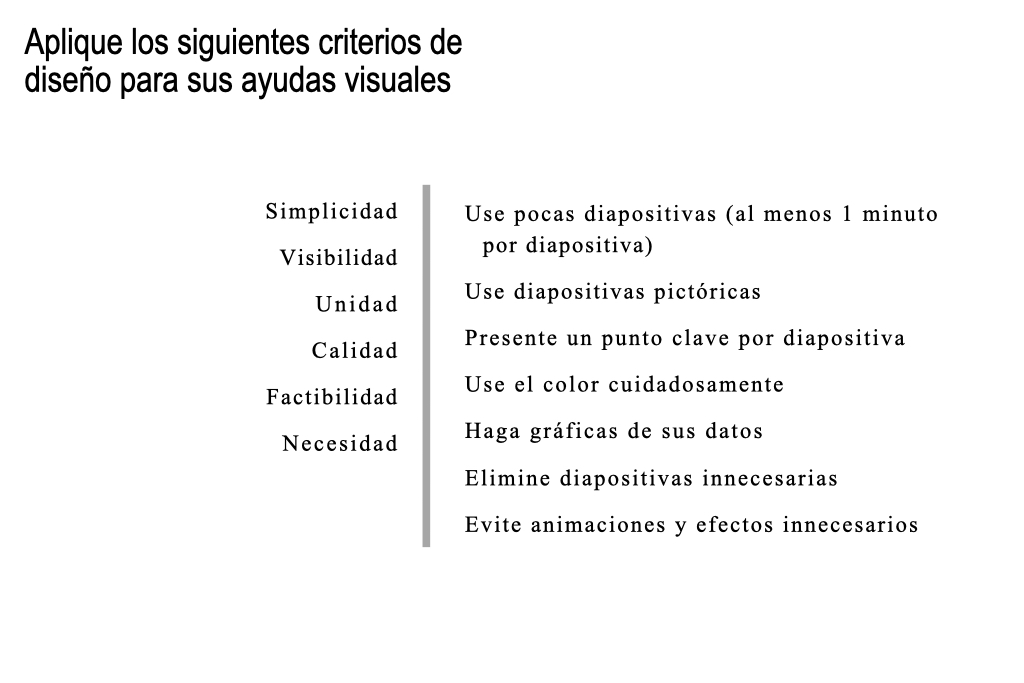 Aplique los siguientes criterios de
diseño para sus ayudas visuales
Simplicidad
Visibilidad
Unidad
Calidad
Factibilidad
Necesidad
Use pocas diapositivas (al menos 1 minuto
por diapositiva)
Use diapositivas pictóricas
Presente un punto clave por diapositiva
Use el color cuidadosamente
Haga gráficas de sus datos
Elimine diapositivas innecesarias
Evite animaciones y efectos innecesarios